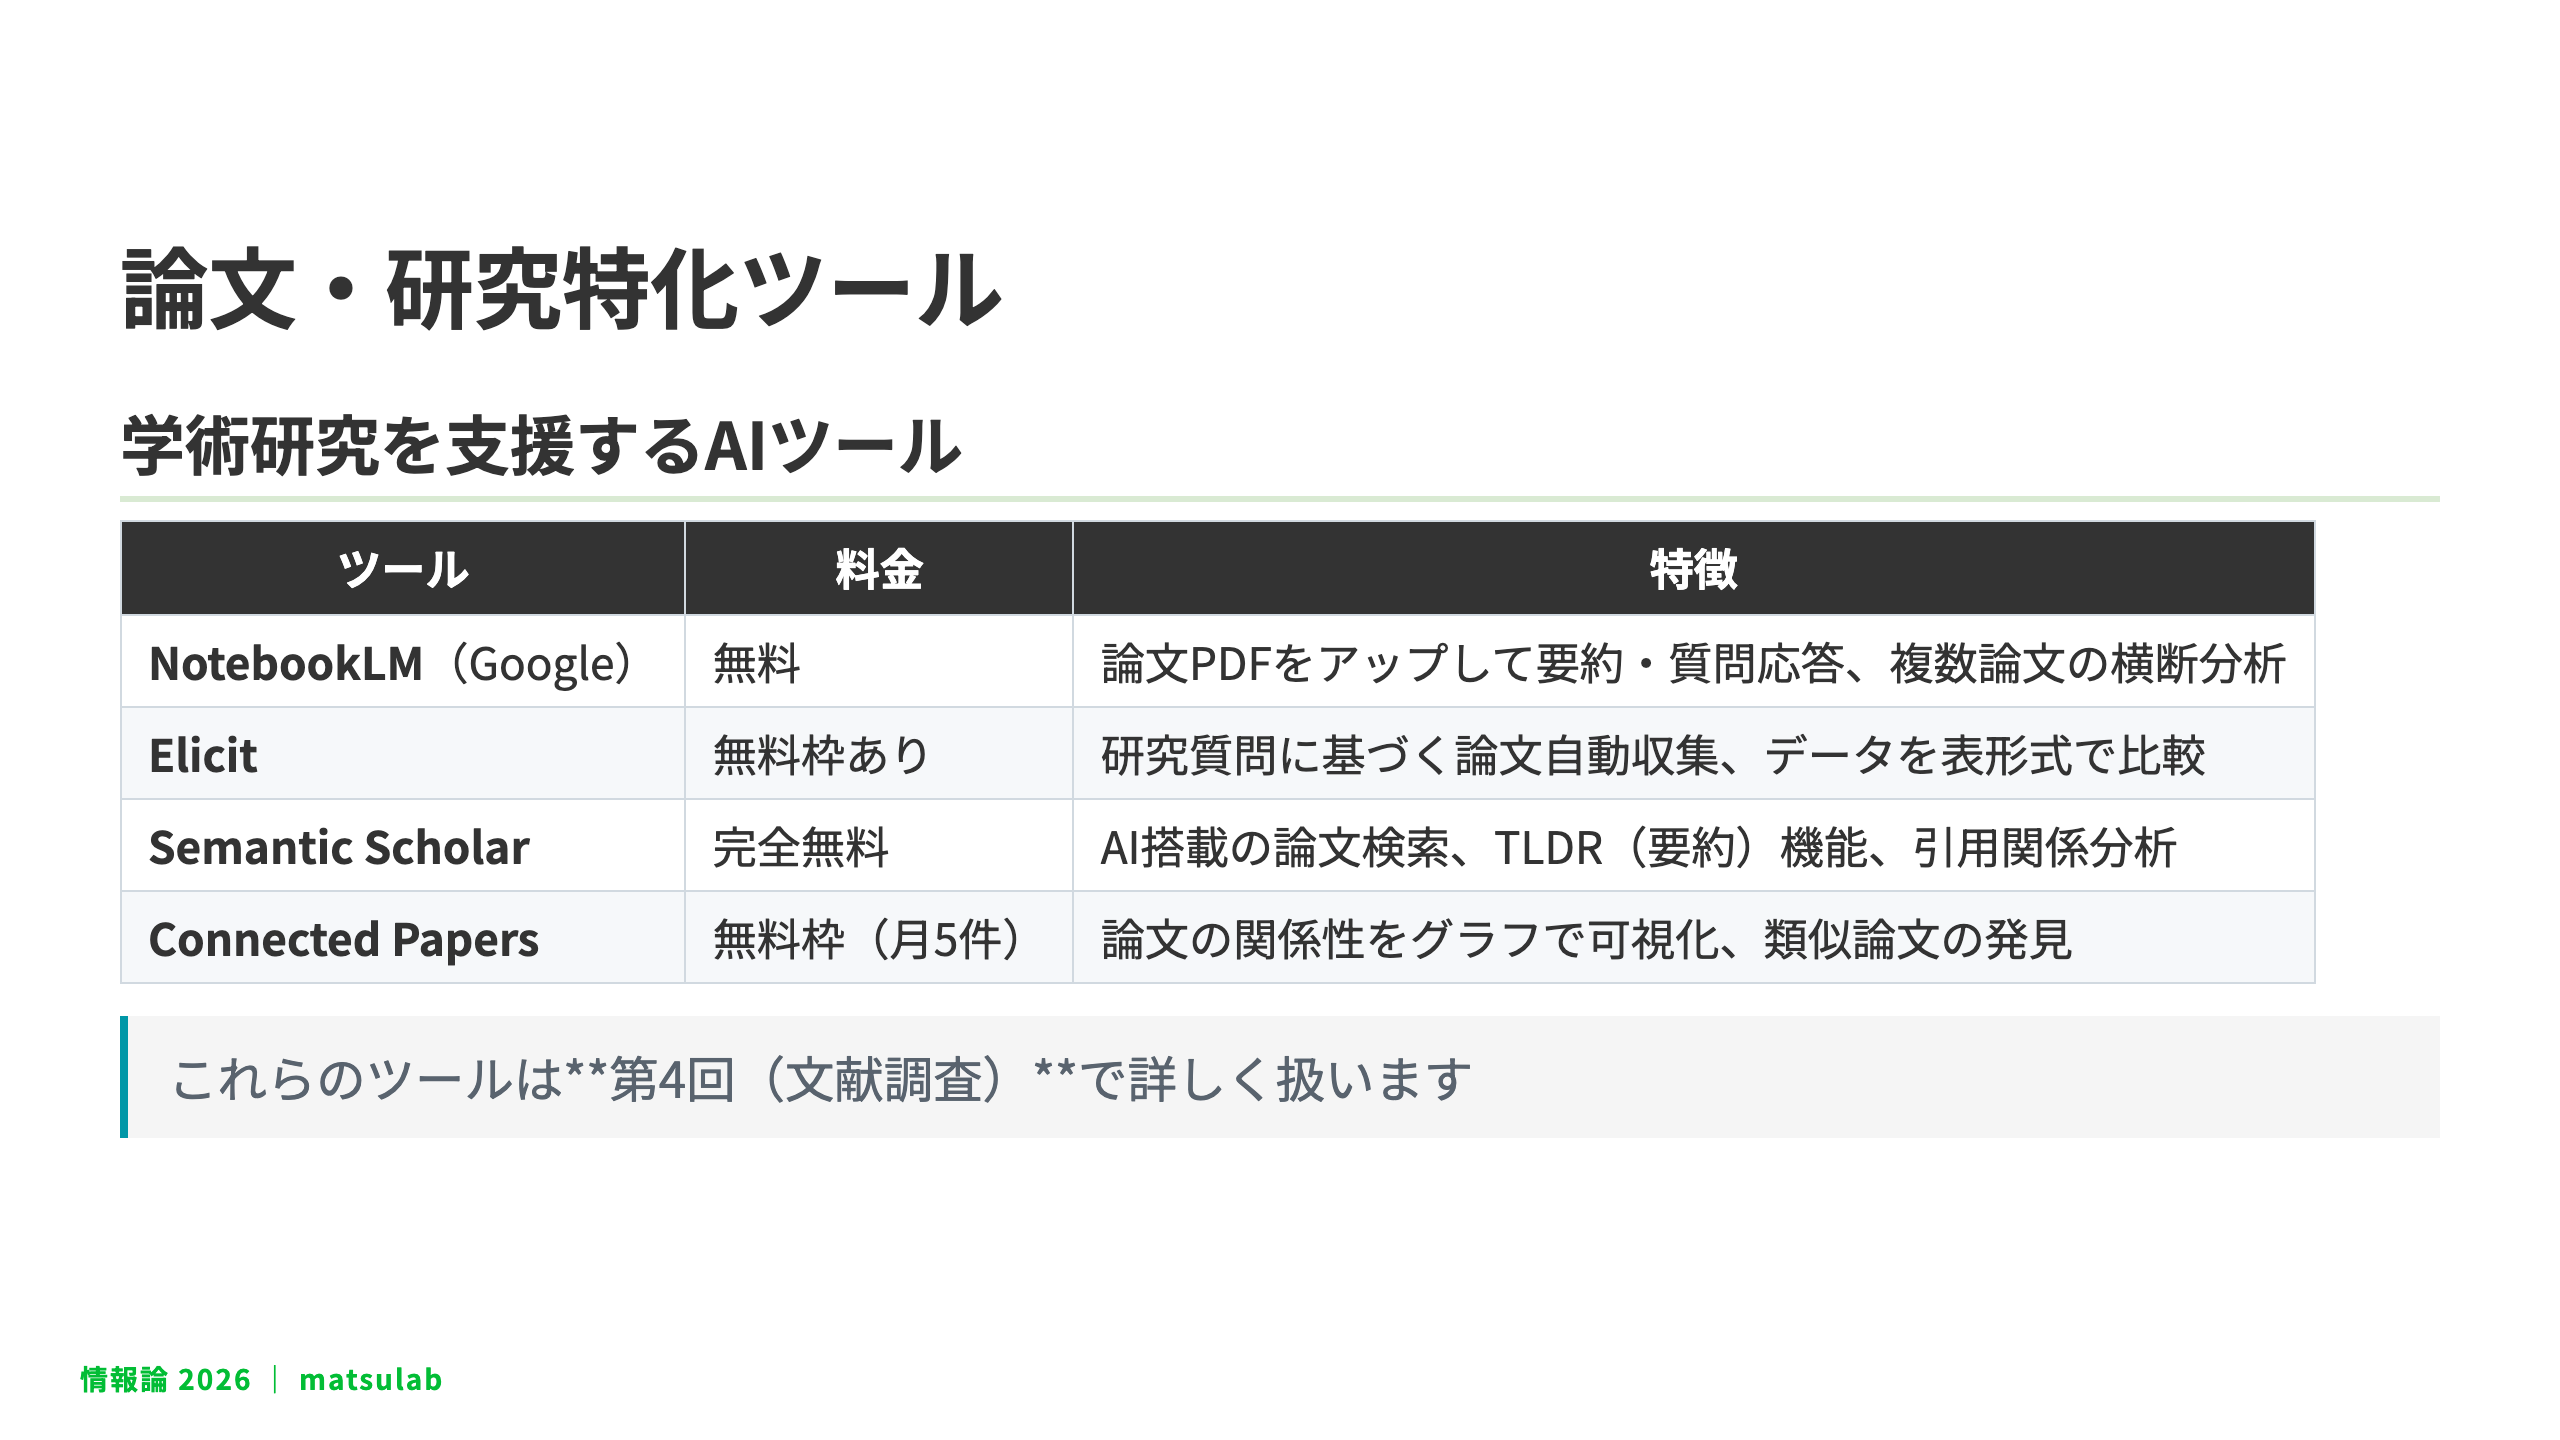 論文・研究特化ツール
学術研究を支援するAIツール
ツール 料金 特徴
NotebookLM（Google） 無料 論文PDFをアップして要約・質問応答、複数論文の横断分析
Elicit 無料枠あり 研究質問に基づく論文自動収集、データを表形式で比較
Semantic Scholar 完全無料 AI搭載の論文検索、TLDR（要約）機能、引用関係分析
Connected Papers 無料枠（月5件） 論文の関係性をグラフで可視化、類似論文の発見
これらのツールは**第4回（文献調査）**で詳しく扱います
情報論 2026 ｜ matsulab